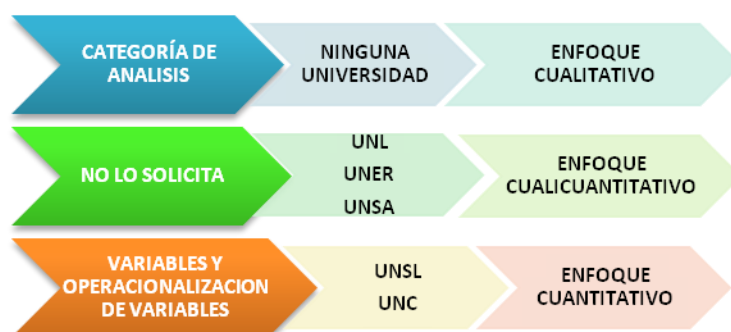 CATEGORÍA DE
ANALISIS
NINGUNA
UNIVERSIDAD
ENFOQUE
CUALITATIVO
NO LO SOLICITA
UNL
UNER
UNSA
ENFOQUE
CUALICUANTITATIVO
VARIABLES Y
OPERACIONALIZACION
DE VARIABLES
UNSL
UNC
ENFOQUE
CUANTITATIVO